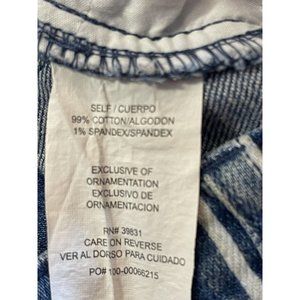 SELF / CUERPO
99% COTTON/ALGODON
1% SPANDEX/SPANDEX
EXCLUSIVE OF
ORNAMENTATION
EXCLUSIVO DE
ORNAMENTACION
RN# 39831
CARE ON REVERSE
VER AL DORSO PARA CUIDADO
PO# 100-00066215